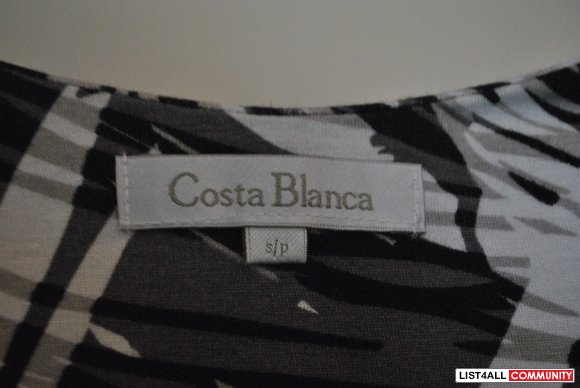 Costa Blanca
s/p
LIST4ALL COMMUNITY